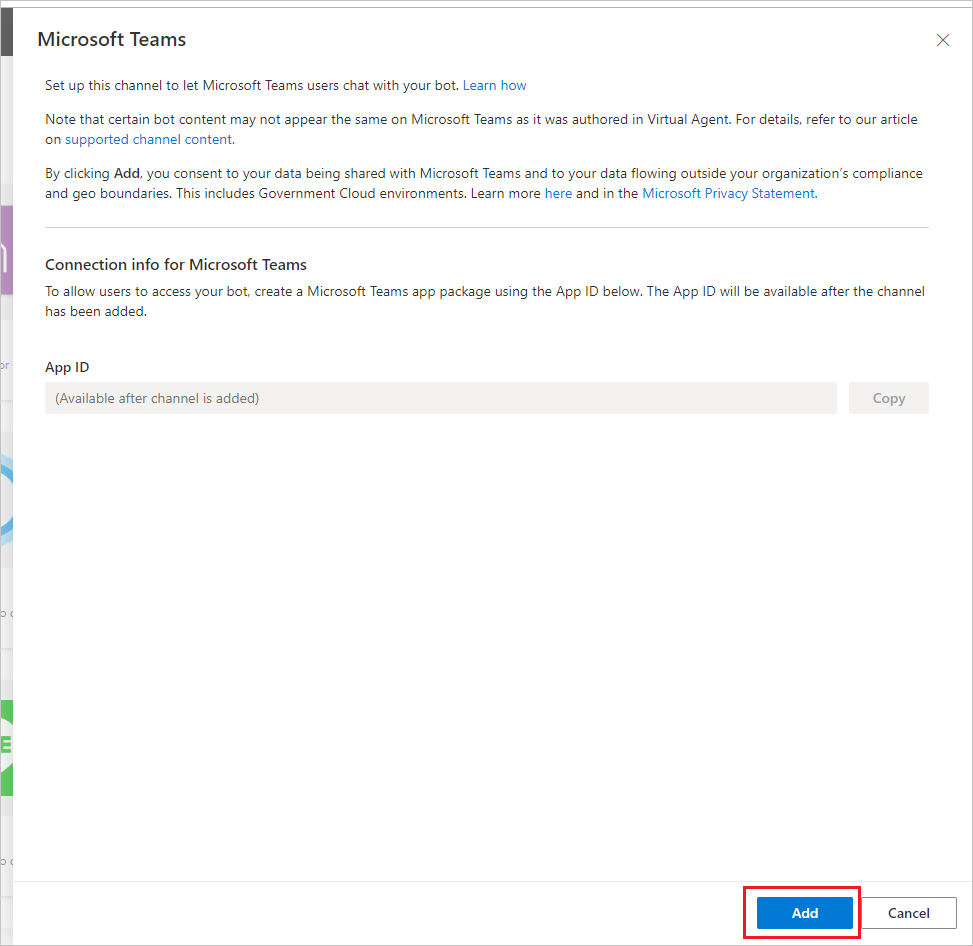 Microsoft Teams
Set up this channel to let Microsoft Teams users chat with your bot. Learn how
Note that certain bot content may not appear the same on Microsoft Teams as it was authored in Virtual Agent. For details, refer to our article
on supported channel content.
By clicking Add, you consent to your data being shared with Microsoft Teams and to your data flowing outside your organization's compliance
and geo boundaries. This includes Government Cloud environments. Learn more here and in the Microsoft Privacy Statement.
Connection info for Microsoft Teams
To allow users to access your bot, create a Microsoft Teams app package using the App ID below. The App ID will be available after the channel
has been added.
App ID
(Available after channel is added)
Copy
Add
Cancel